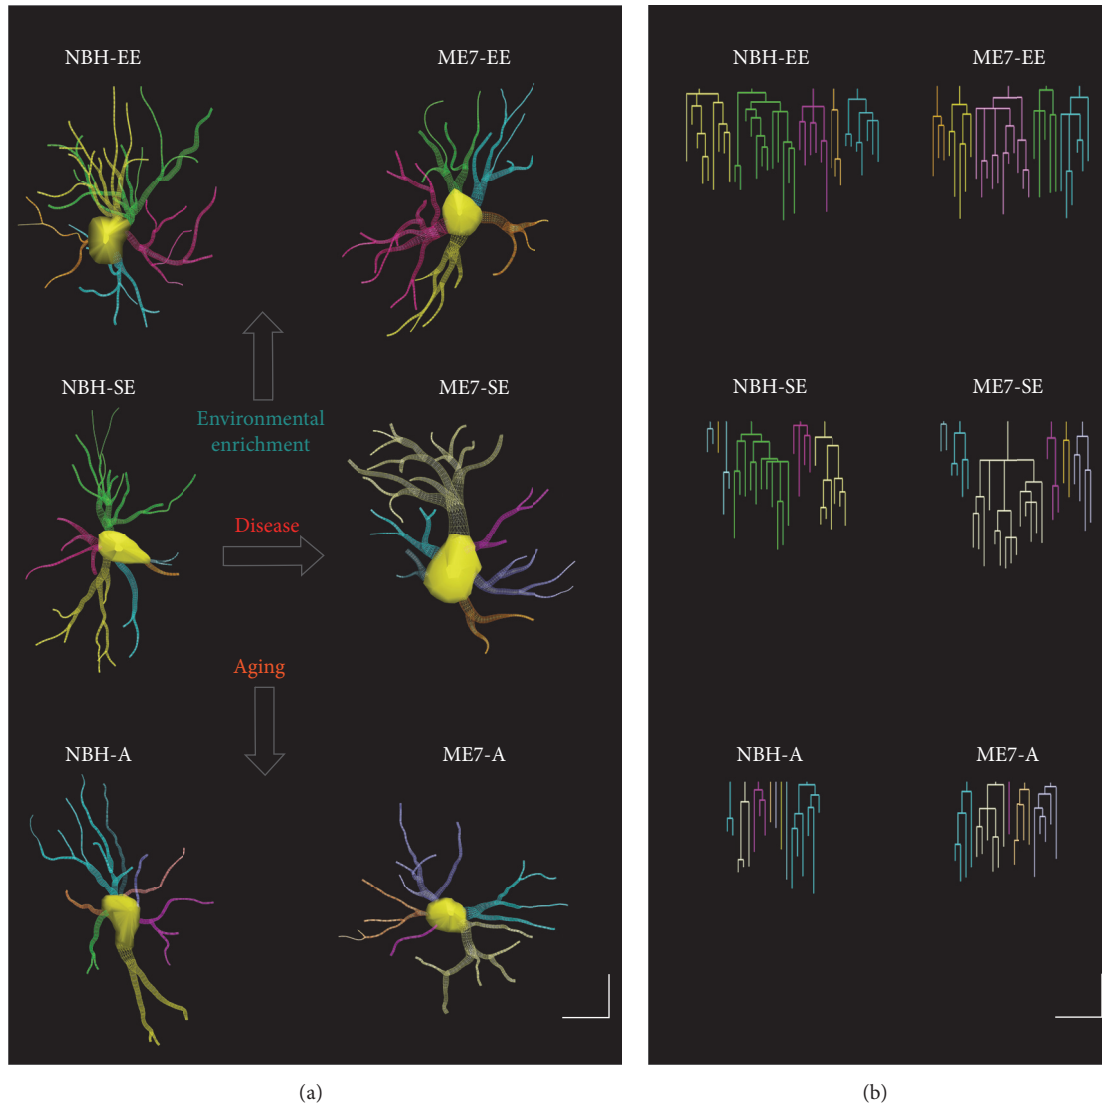 NBH-EE
ME7-EE
NBH-SE
ME7-SE
Environmental
enrichment
Disease
Aging
NBH-A
ME7-A
(a)
NBH-EE
ME7-EE
NBH-SE
ME7-SE
NBH-A
ME7-A
(b)